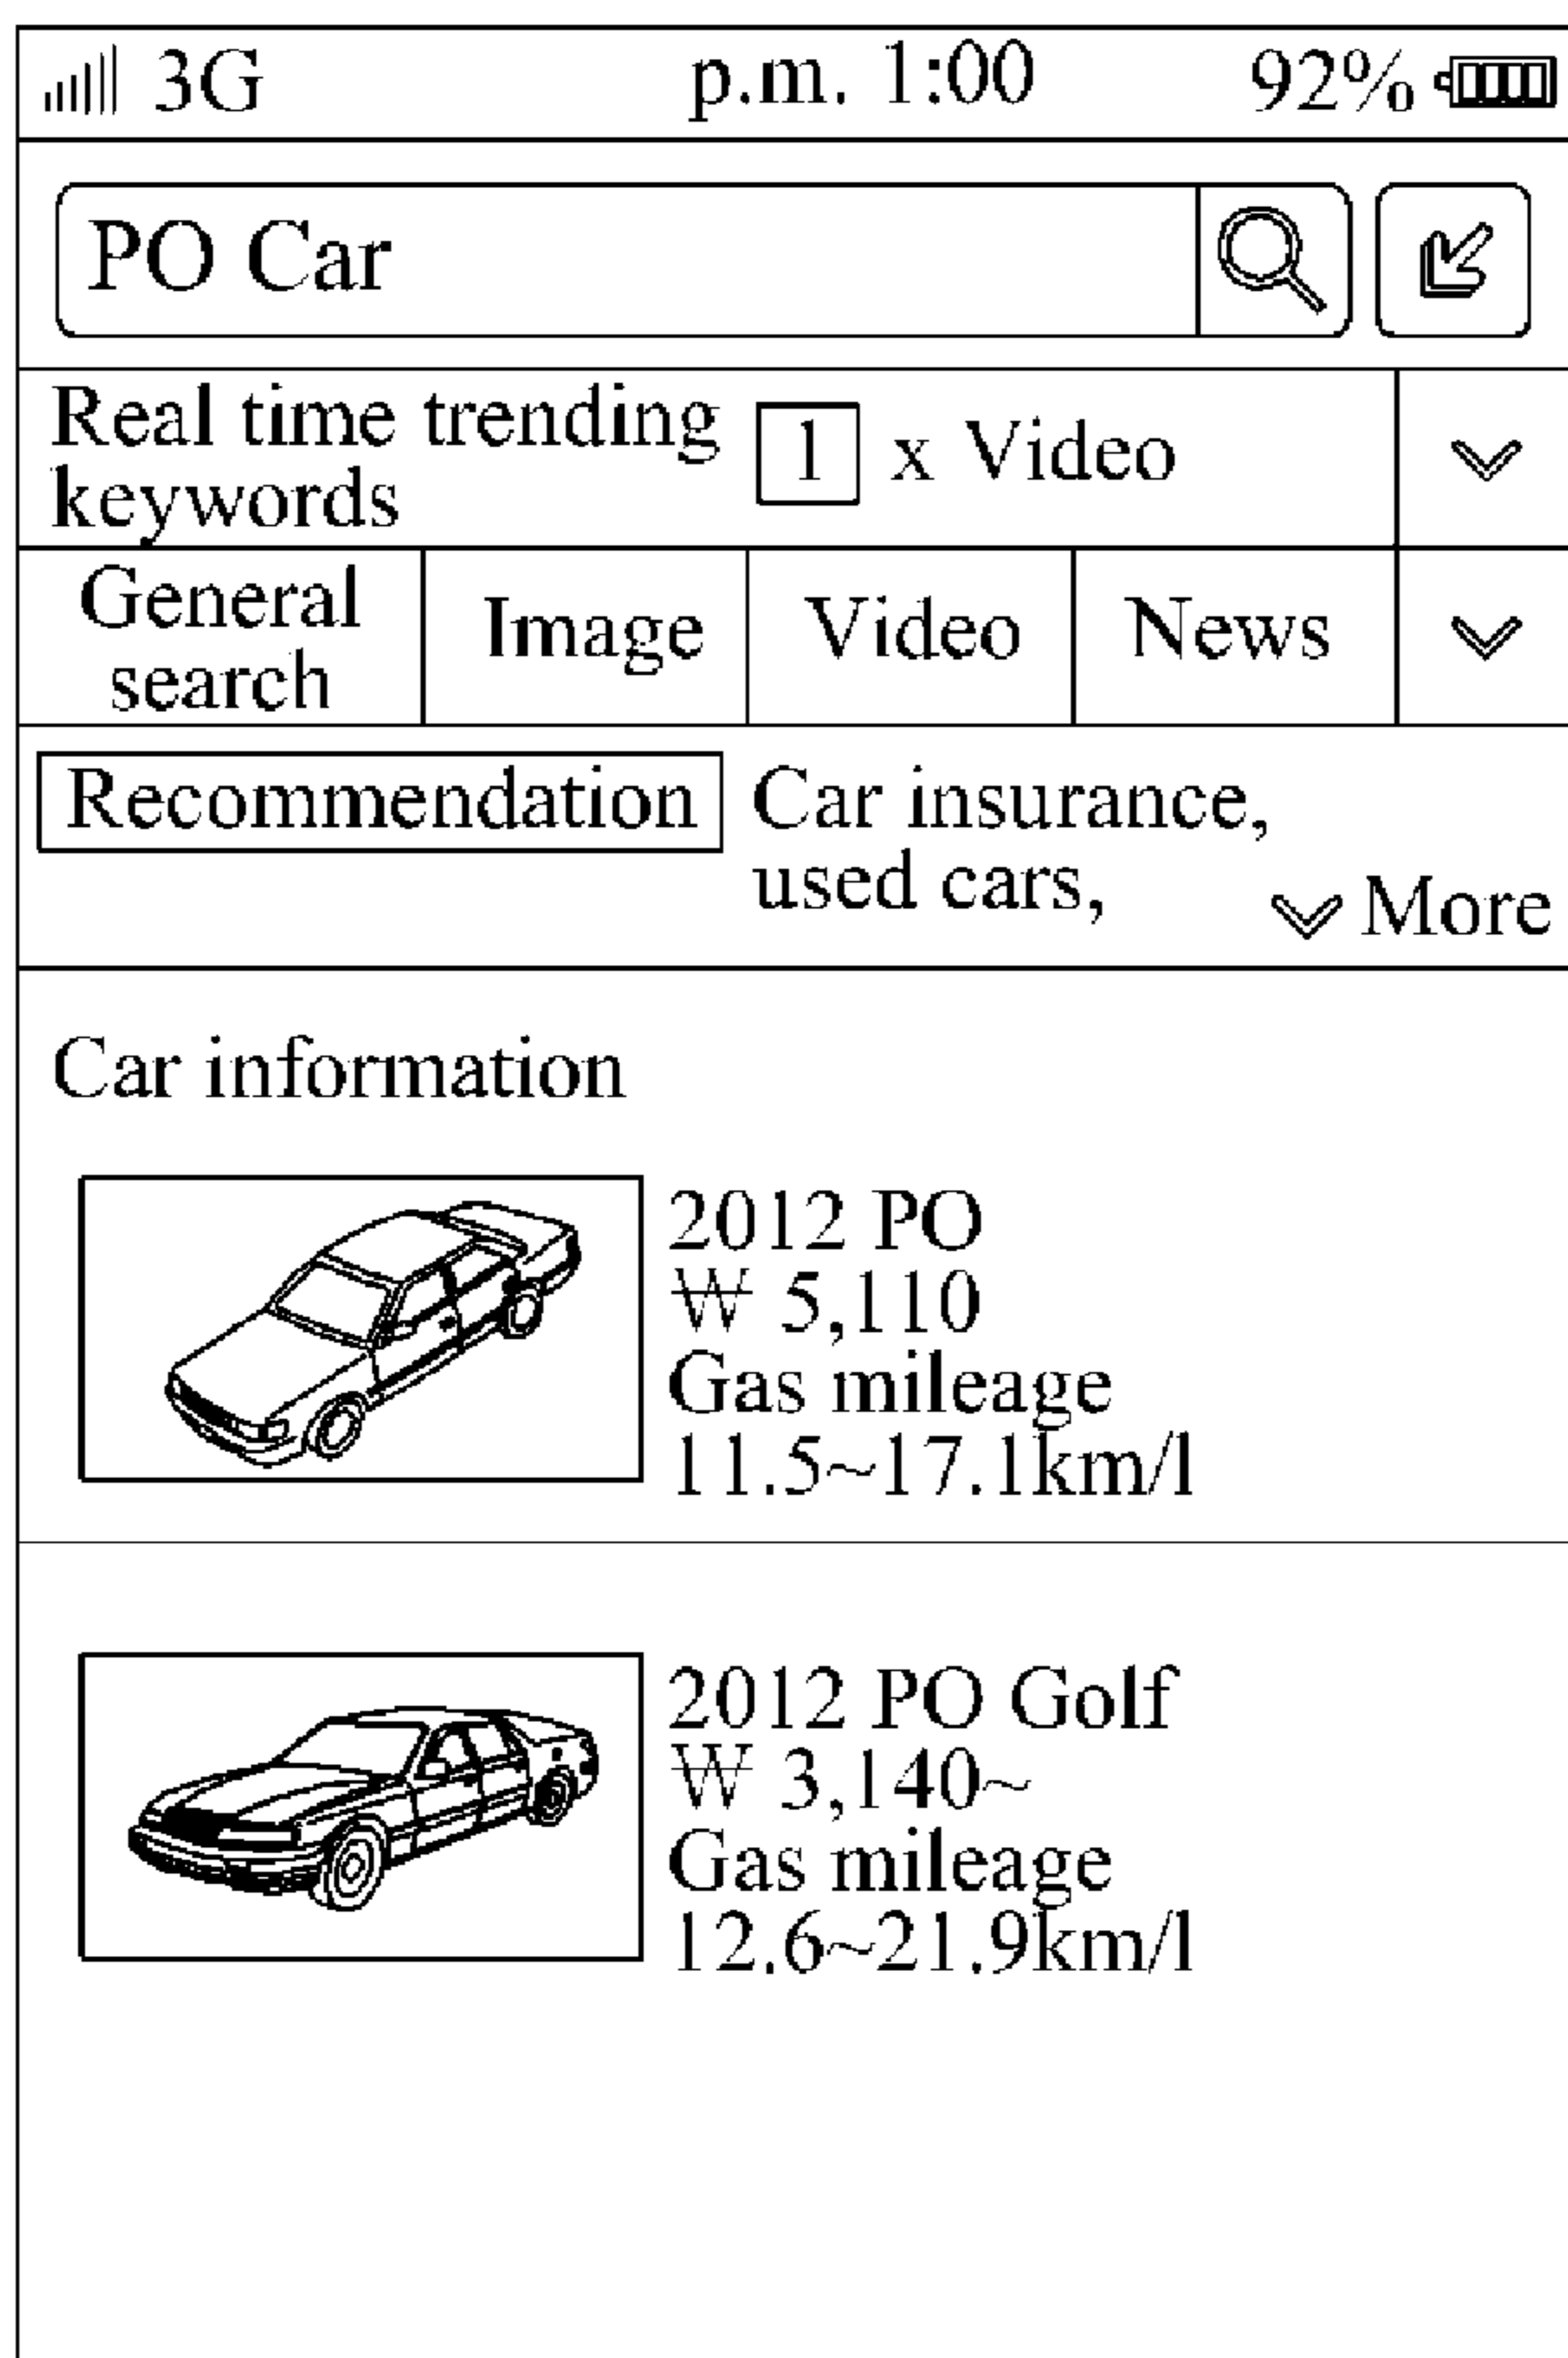 3G p.m. 1:00 92%
PO Car
Real time trending
keywords
1 x Video
General
search
Image
Video
News
Recommendation
Car insurance,
used cars,
More
Car information
2012 PO
₩ 5,110
Gas mileage
11.5~17.1km/l
2012 PO Golf
₩ 3,140~
Gas mileage
12.6~21.9km/l